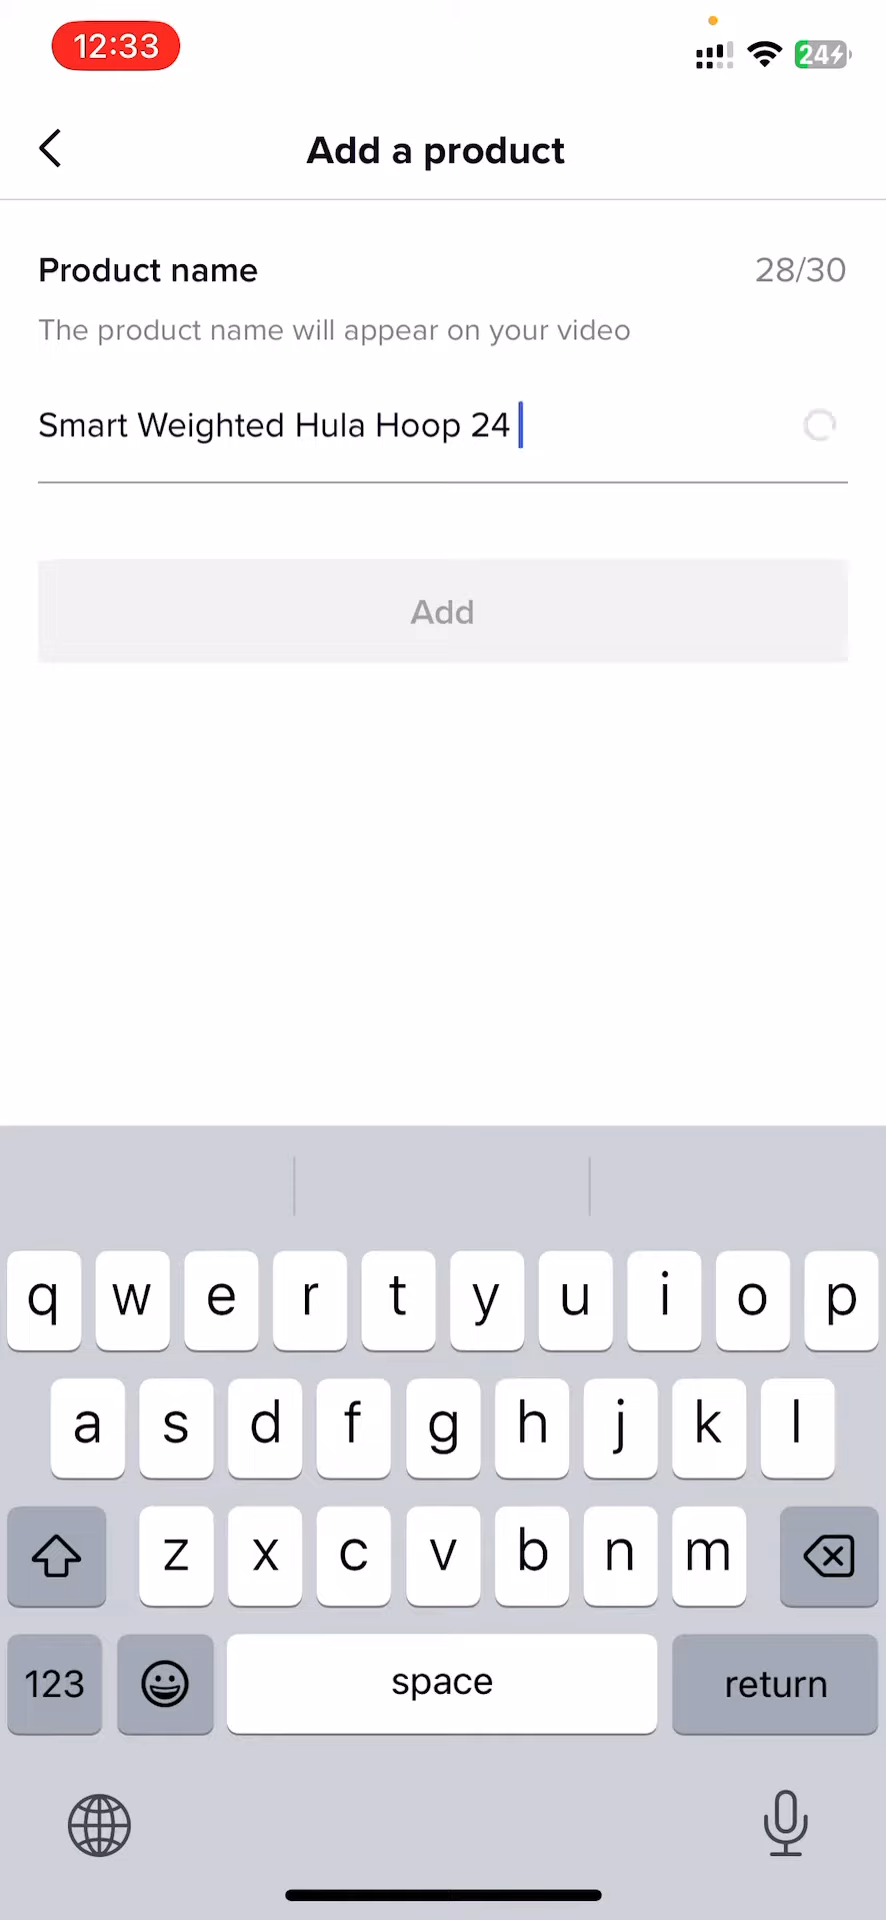 12:33
24
Add a product
Product name
28/30
The product name will appear on your video
Smart Weighted Hula Hoop 24
Add
q w e r t y u i o p
a s d f g h j k l
z x c v b n m
123
space
return